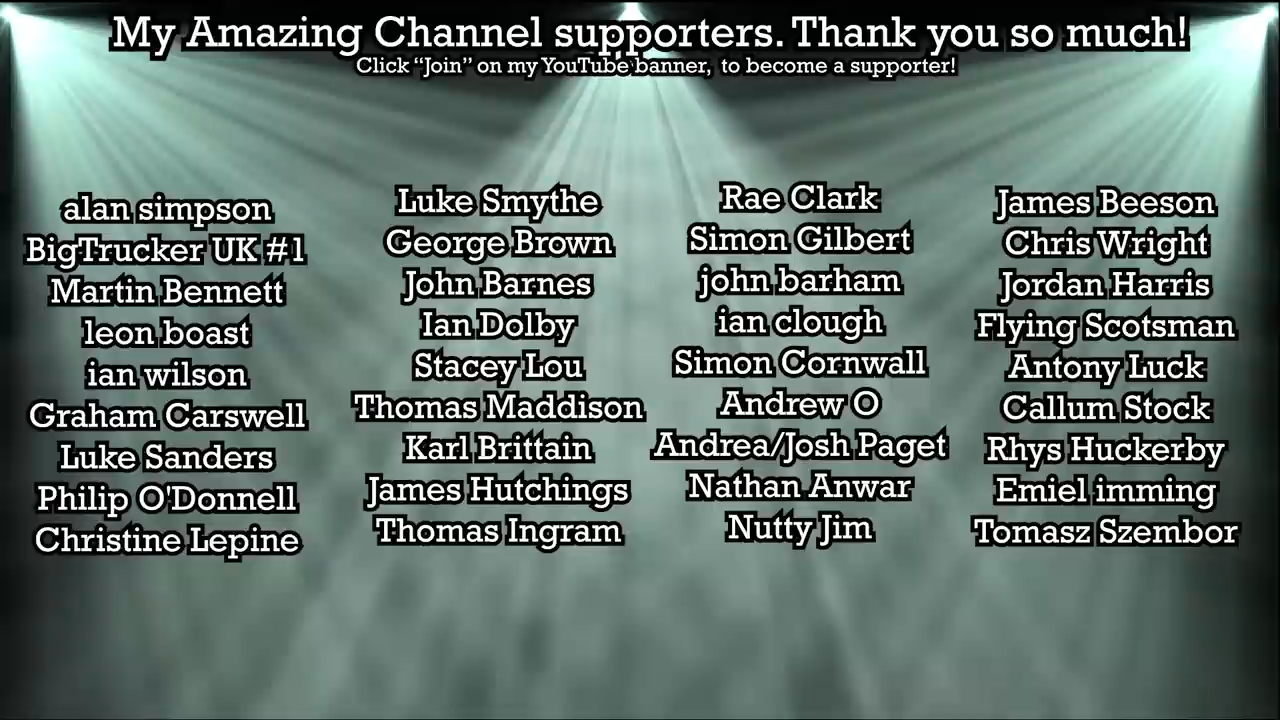 My Amazing Channel supporters. Thank you so much!
Click “Join” on my YouTube banner, to become a supporter!
alan simpson
BigTrucker UK #1
Martin Bennett
leon boast
ian wilson
Graham Carswell
Luke Sanders
Philip O'Donnell
Christine Lepine
Luke Smythe
George Brown
John Barnes
Ian Dolby
Stacey Lou
Thomas Maddison
Karl Brittain
James Hutchings
Thomas Ingram
Rae Clark
Simon Gilbert
john barham
ian clough
Simon Cornwall
Andrew O
Andrea/Josh Paget
Nathan Anwar
Nutty Jim
James Beeson
Chris Wright
Jordan Harris
Flying Scotsman
Antony Luck
Callum Stock
Rhys Huckerby
Emiel imming
Tomasz Szembor